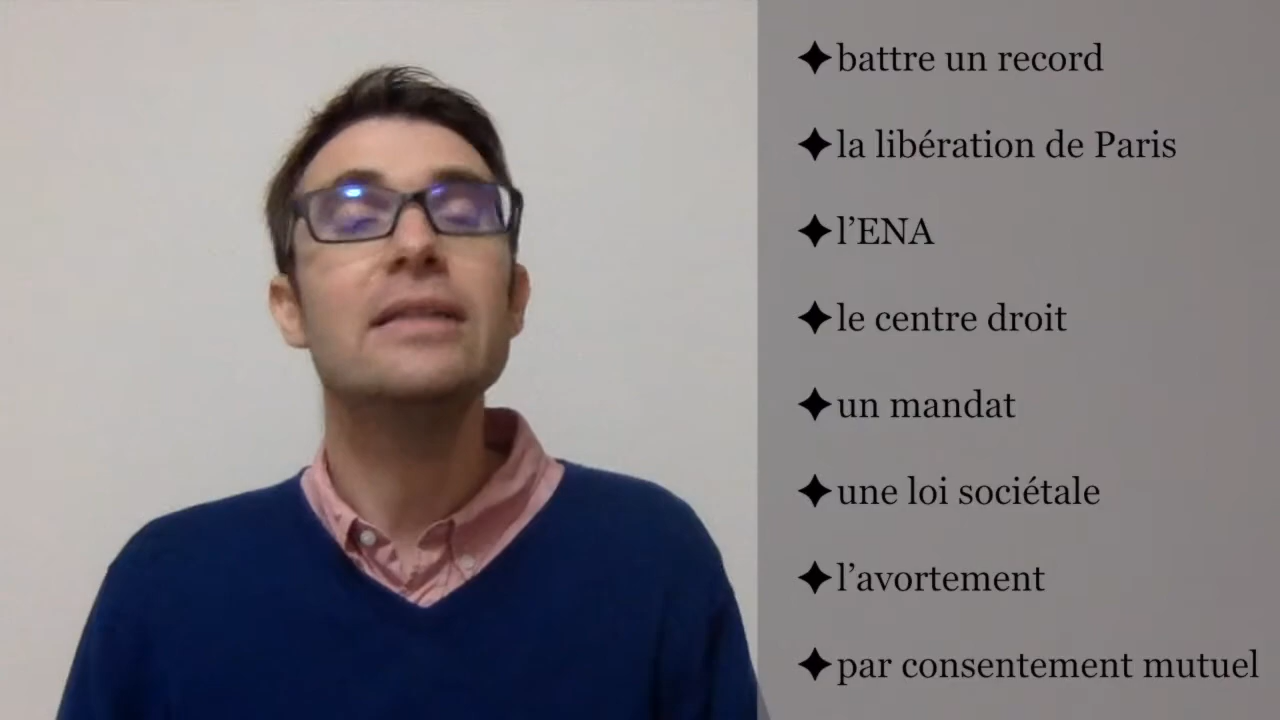 battre un record
la libération de Paris
l’ENA
le centre droit
un mandat
une loi sociétale
l’avortement
par consentement mutuel